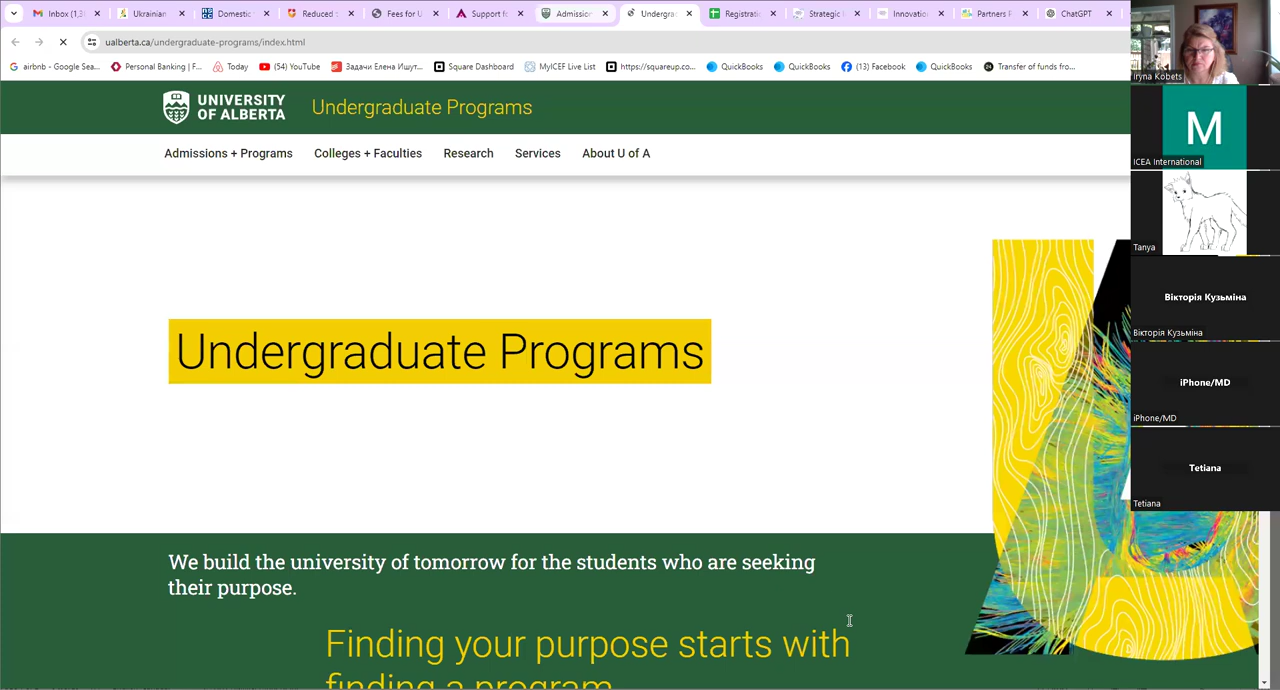 Inbox (1,3
Ukrainian
Domestic
Reduced s
Fees for U
Support fo
Admission
Undergrad
Registratio
Strategic I
Innovation
Partners P
ChatGPT
ualberta.ca/undergraduate-programs/index.html
airbnb - Google Sea...
Personal Banking | F...
Today
(54) YouTube
Задачи Елена Ишут...
Square Dashboard
MyICEF Live List
https://squareup.co...
QuickBooks
QuickBooks
(13) Facebook
QuickBooks
Transfer of funds fro...
UNIVERSITY
OF ALBERTA
Undergraduate Programs
Admissions + Programs
Colleges + Faculties
Research
Services
About U of A
Undergraduate Programs
We build the university of tomorrow for the students who are seeking
their purpose.
Finding your purpose starts with
finding a program
Iryna Kobets
M
ICEA International
Tanya
Вікторія Кузьміна
Вікторія Кузьміна
iPhone/MD
iPhone/MD
Tetiana
Tetiana